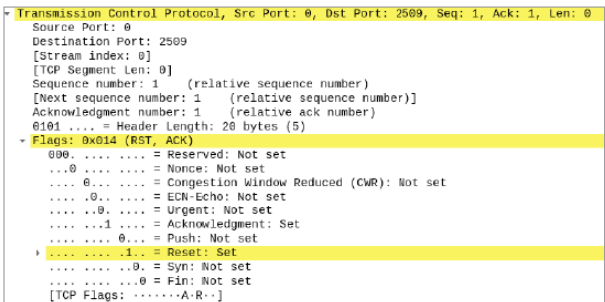 Transmission Control Protocol, Src Port: 0, Dst Port: 2509, Seq: 1, Ack: 1, Len: 0
Source Port: 0
Destination Port: 2509
[Stream index: 0]
[TCP Segment Len: 0]
Sequence number: 1    (relative sequence number)
[Next sequence number: 1    (relative sequence number)]
Acknowledgment number: 1    (relative ack number)
0101 .... = Header Length: 20 bytes (5)
Flags: 0x014 (RST, ACK)
000. .... .... = Reserved: Not set
...0 .... .... = Nonce: Not set
.... 0... .... = Congestion Window Reduced (CWR): Not set
.... .0.. .... = ECN-Echo: Not set
.... ..0. .... = Urgent: Not set
.... ...1 .... = Acknowledgment: Set
.... .... 0... = Push: Not set
.... .... .1.. = Reset: Set
.... .... ..0. = Syn: Not set
.... .... ...0 = Fin: Not set
[TCP Flags: ·······A·R··]